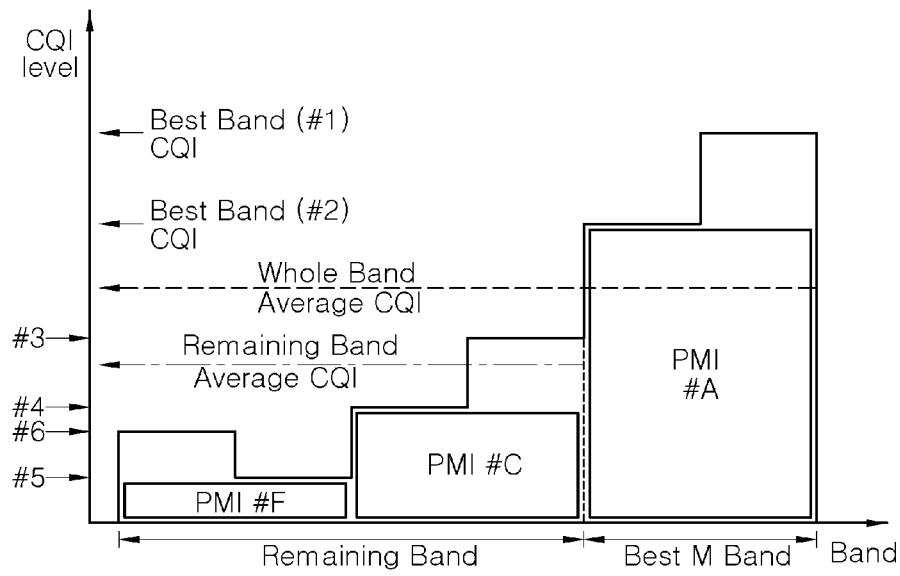 CQI
level
Best Band (#1)
CQI
Best Band (#2)
CQI
Whole Band
Average CQI
#3
Remaining Band
Average CQI
PMI
#A
#4
#6
PMI #C
#5
PMI #F
Remaining Band
Best M Band
Band